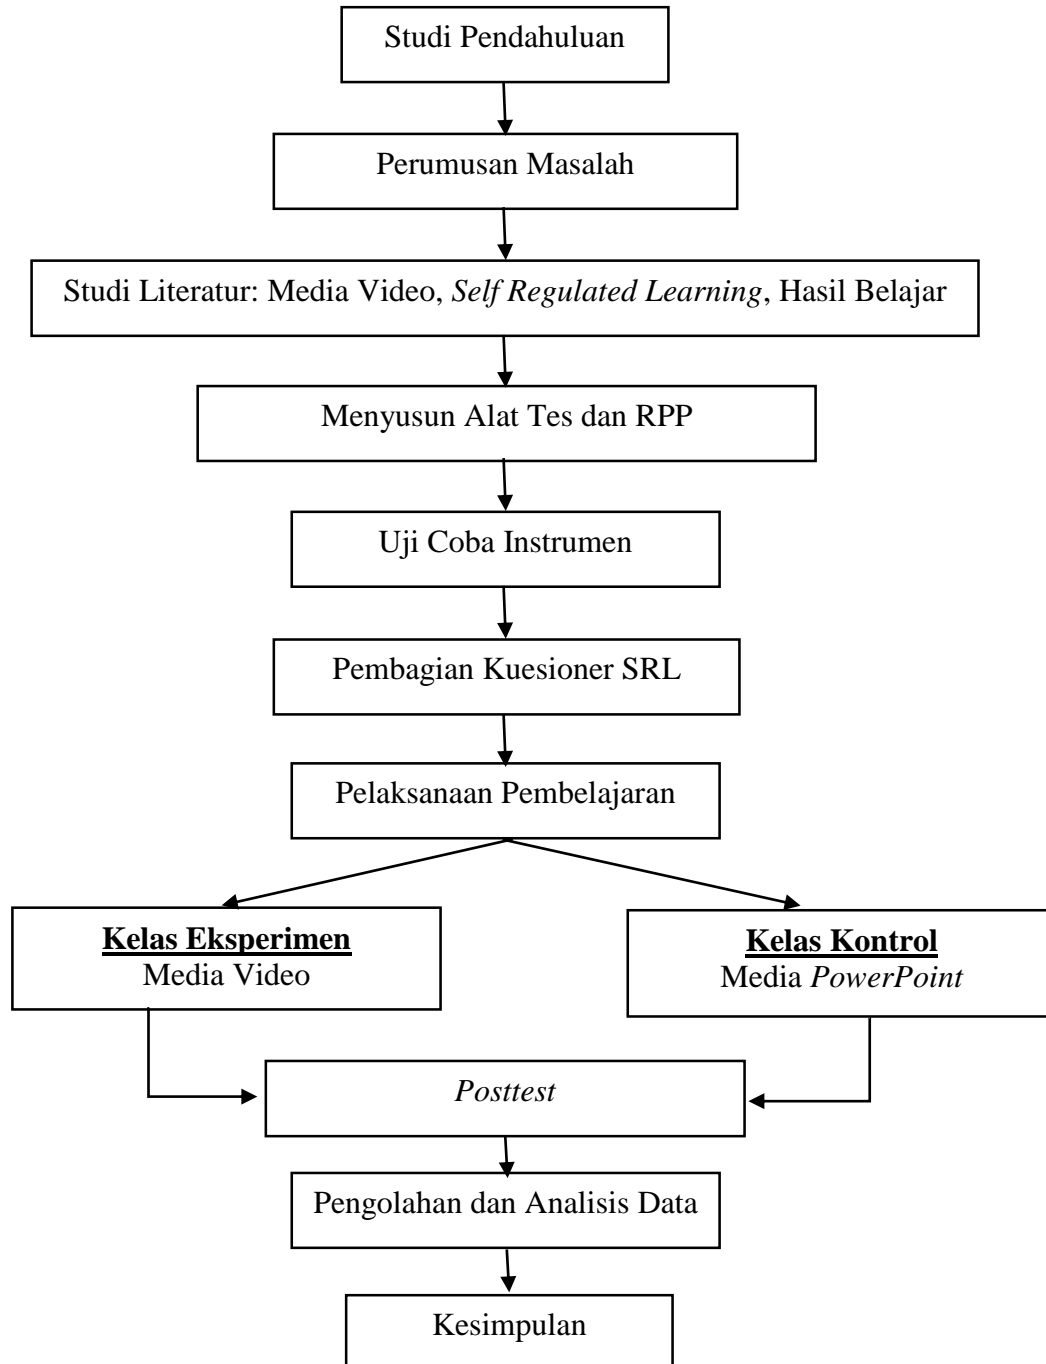 Studi Pendahuluan
Perumusan Masalah
Studi Literatur: Media Video, Self Regulated Learning, Hasil Belajar
Menyusun Alat Tes dan RPP
Uji Coba Instrumen
Pembagian Kuesioner SRL
Pelaksanaan Pembelajaran
Kelas Eksperimen
Media Video
Kelas Kontrol
Media PowerPoint
Posttest
Pengolahan dan Analisis Data
Kesimpulan